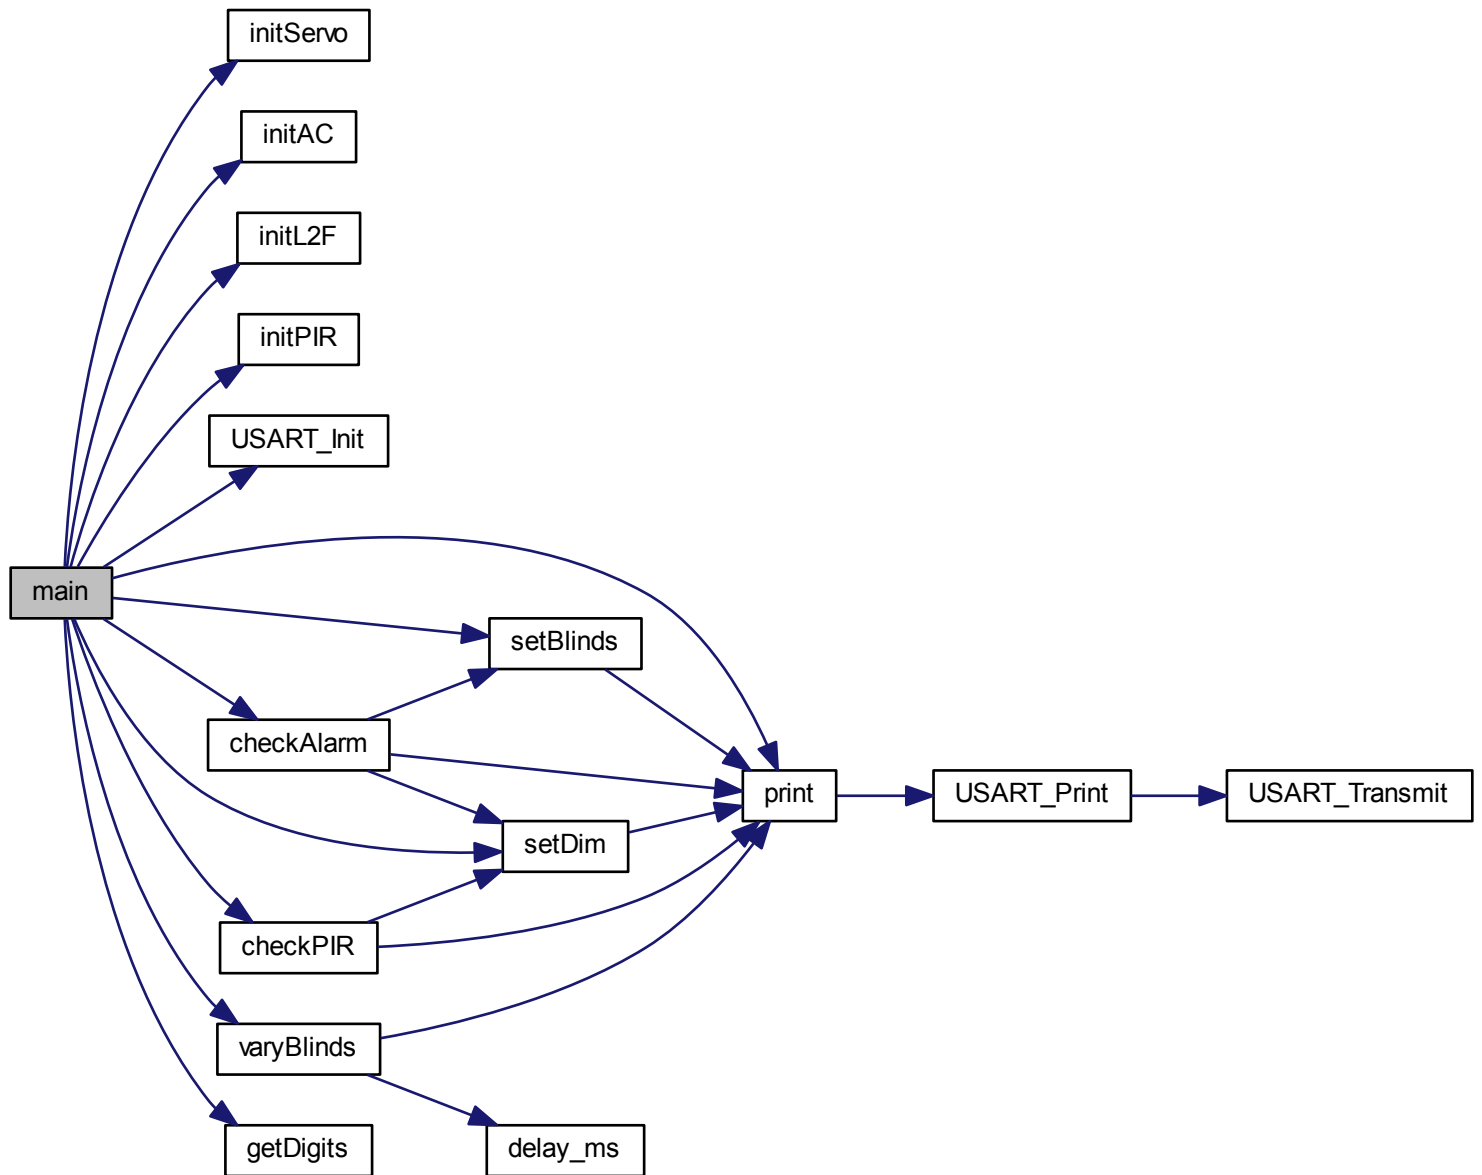 initServo
initAC
initL2F
initPIR
USART_Init
main
setBlinds
checkAlarm
print
USART_Print
USART_Transmit
setDim
checkPIR
varyBlinds
getDigits
delay_ms